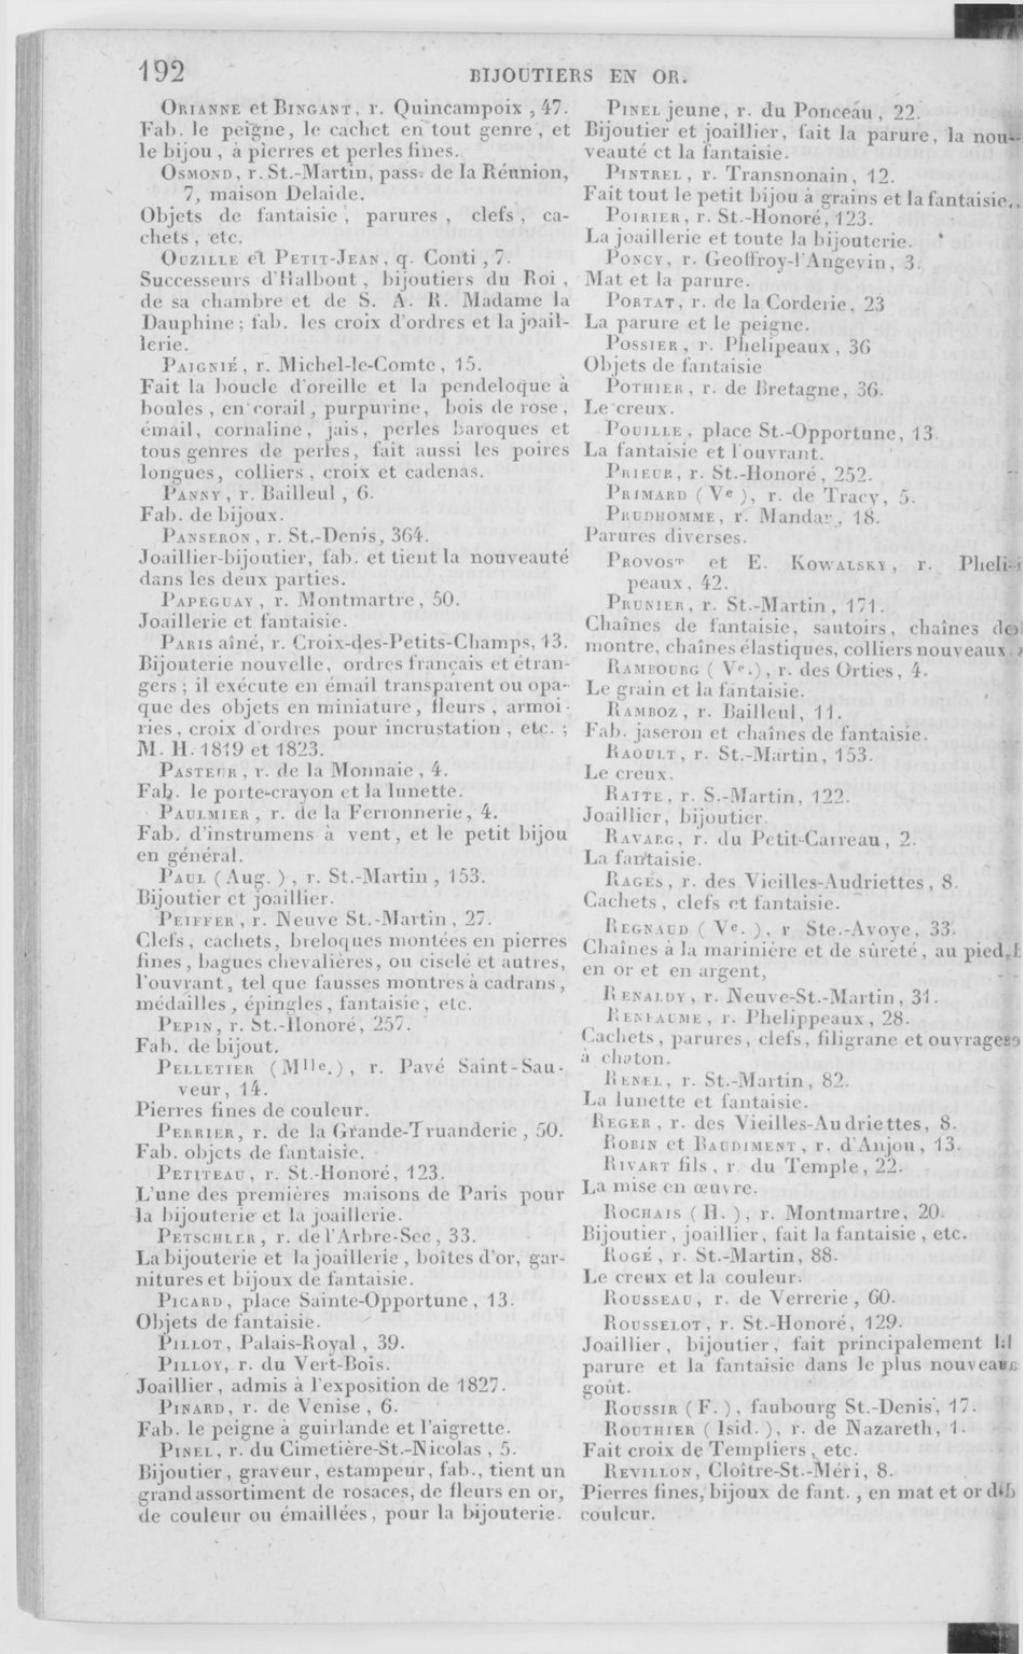 192
BIJOUTIERS EN OR.
ORIANNE et BINGANT, r. Quincampoix, 47.
Fab. le peigne, le cachet en tout genre, et
le bijou, à pierres et perles fines.
OSMOND, r. St.-Martin, pass. de la Réunion,
7, maison Delaide.
Objets de fantaisie, parures, clefs, ca-
chets, etc.
OUZILLE et PETIT-JEAN, q. Conti, 7.
Successeurs d'Halbout, bijoutiers du Roi,
de sa chambre et de S. A. R. Madame la
Dauphine; fab. les croix d'ordres et la joail-
lerie.
PAIGNIÉ, r. Michel-le-Comte, 15.
Fait la boucle d'oreille et la pendeloque à
boules, en corail, purpurine, bois de rose,
émail, cornaline, jais, perles baroques et
tous genres de perles, fait aussi les poires
longues, colliers, croix et cadenas.
PANNY, r. Bailleul, 6.
Fab. de bijoux.
PANSERON, r. St.-Denis, 364.
Joaillier-bijoutier, fab. et tient la nouveauté
dans les deux parties.
PAPEGUAY, r. Montmartre, 50.
Joaillerie et fantaisie.
PARIS aîné, r. Croix-des-Petits-Champs, 13.
Bijouterie nouvelle, ordres français et étran-
gers; il exécute en émail transparent ou opa-
que des objets en miniature, fleurs, armoi-
ries, croix d'ordres pour incrustation, etc.;
M. H. 1819 et 1823.
PASTEUR, r. de la Monnaie, 4.
Fab. le porte-crayon et la lunette.
PAULMIER, r. de la Ferronnerie, 4.
Fab. d'instrumens à vent, et le petit bijou
en général.
PAUL (Aug.), r. St.-Martin, 153.
Bijoutier et joaillier.
PEIFFER, r. Neuve St.-Martin, 27.
Clefs, cachets, breloques montées en pierres
fines, bagues chevalières, ou ciselé et autres,
l'ouvrant, tel que fausses montres à cadrans,
médailles, épingles, fantaisie, etc.
PEPIN, r. St.-Honoré, 257.
Fab. de bijout.
PELLETIER (Mlle.), r. Pavé Saint-Sau-
veur, 14.
Pierres fines de couleur.
PERRIER, r. de la Grande-Truanderie, 50.
Fab. objets de fantaisie.
PETITEAU, r. St.-Honoré, 123.
L'une des premières maisons de Paris pour
la bijouterie et la joaillerie.
PETSCHLER, r. de l'Arbre-Sec, 33.
La bijouterie et la joaillerie, boîtes d'or, gar-
nitures et bijoux de fantaisie.
PICARD, place Sainte-Opportune, 13.
Objets de fantaisie.
PILLOT, Palais-Royal, 39.
PILLOY, r. du Vert-Bois.
Joaillier, admis à l'exposition de 1827.
PINARD, r. de Venise, 6.
Fab. le peigne à guirlande et l'aigrette.
PINEL, r. du Cimetière-St.-Nicolas, 5.
Bijoutier, graveur, estampeur, fab., tient un
grand assortiment de rosaces, de fleurs en or,
de couleur ou émaillées, pour la bijouterie.
PINEL jeune, r. du Ponceau, 22.
Bijoutier et joaillier, fait la parure, la nou-
veauté et la fantaisie.
PINTREL, r. Transnonain, 12.
Fait tout le petit bijou à grains et la fantaisie.
POIRIER, r. St.-Honoré, 123.
La joaillerie et toute la bijouterie.
PONCY, r. Geoffroy-l'Angevin, 3.
Mat et la parure.
PORTAT, r. de la Corderie, 23
La parure et le peigne.
POSSIER, r. Phelipeaux, 36
Objets de fantaisie
POTHIER, r. de Bretagne, 36.
Le creux.
POUILLE, place St.-Opportune, 13.
La fantaisie et l'ouvrant.
PRIEUR, r. St.-Honoré, 252.
PRIMARD (Ve), r. de Tracy, 5.
PRUDHOMME, r. Mandar, 18.
Parures diverses.
PROVOST et E. KOWALSKY, r. Pheli-
peaux, 42.
PRUNIER, r. St.-Martin, 171.
Chaînes de fantaisie, sautoirs, chaînes de
montre, chaînes élastiques, colliers nouveaux.
RAMBOURG (Ve.), r. des Orties, 4.
Le grain et la fantaisie.
RAMBOZ, r. Bailleul, 11.
Fab. jaseron et chaînes de fantaisie.
RAOULT, r. St.-Martin, 153.
Le creux.
RATTE, r. S.-Martin, 122.
Joaillier, bijoutier.
RAVARG, r. du Petit-Carreau, 2.
La fantaisie.
RAGÈS, r. des Vieilles-Audriettes, 8.
Cachets, clefs et fantaisie.
REGNAUD (Ve.), r Ste.-Avoye, 33.
Chaînes à la marinière et de sûreté, au pied,
en or et en argent,
RENALDY, r. Neuve-St.-Martin, 31.
RENEAUME, r. Phelippeaux, 28.
Cachets, parures, clefs, filigrane et ouvrages
à chaton.
RENEL, r. St.-Martin, 82.
La lunette et fantaisie.
REGER, r. des Vieilles-Audriettes, 8.
ROBIN et BAUDIMENT, r. d'Anjou, 13.
RIVART fils, r. du Temple, 22.
La mise en œuvre.
ROCHAIS (H.), r. Montmartre, 20.
Bijoutier, joaillier, fait la fantaisie, etc.
ROGÉ, r. St.-Martin, 88.
Le creux et la couleur.
ROUSSEAU, r. de Verrerie, 60.
ROUSSELOT, r. St.-Honoré, 129.
Joaillier, bijoutier, fait principalement la
parure et la fantaisie dans le plus nouveau
goût.
ROUSSIR (F.), faubourg St.-Denis, 17.
ROUTHIER (Isid.), r. de Nazareth, 1.
Fait croix de Templiers, etc.
REVILLON, Cloître-St.-Méri, 8.
Pierres fines, bijoux de fant., en mat et or de
couleur.